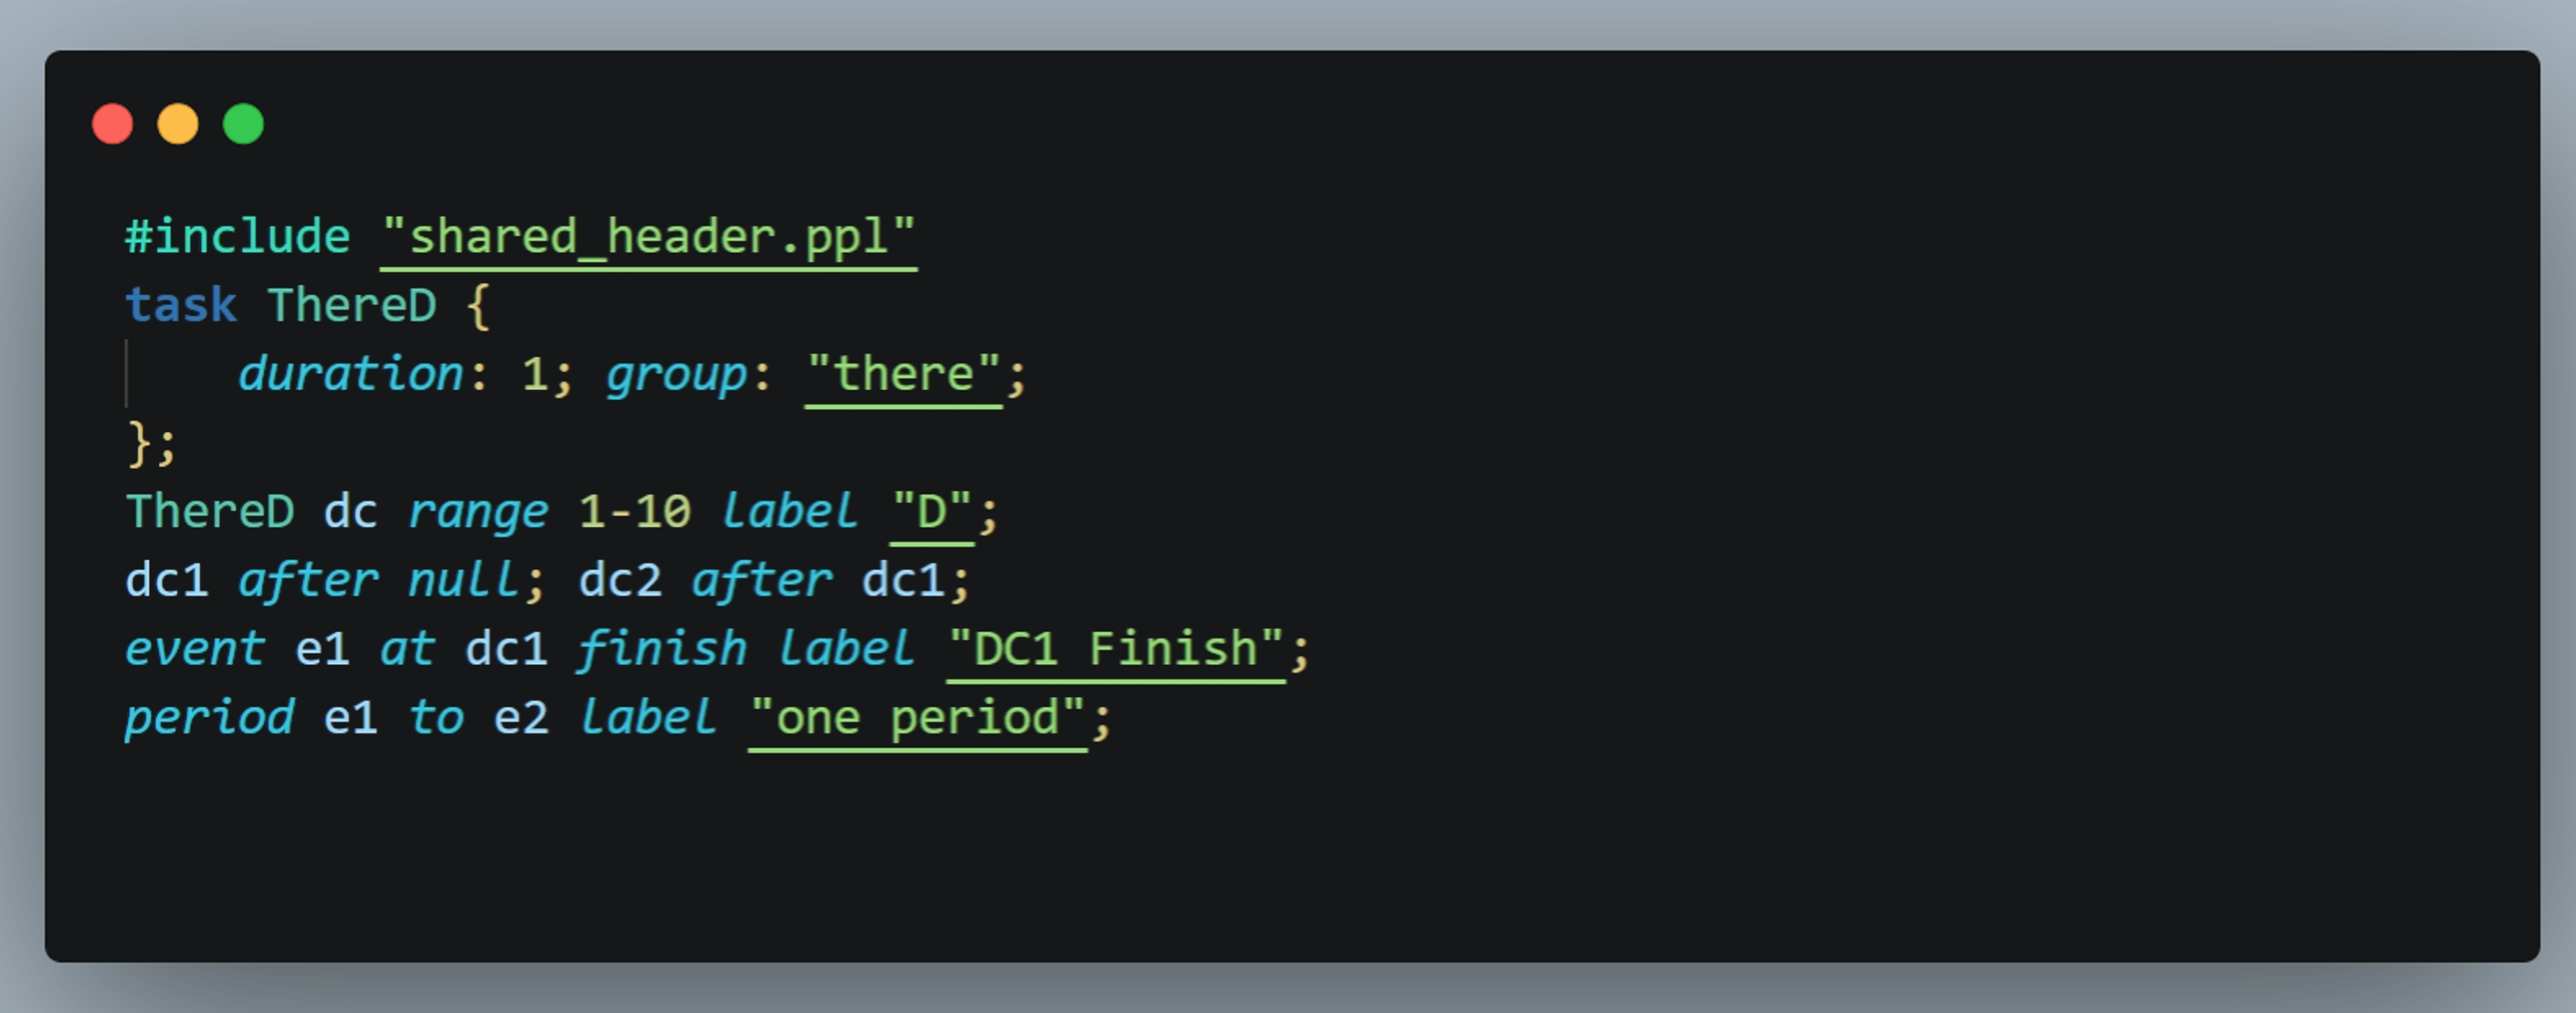 #include "shared_header.ppl"
task ThereD {
    duration: 1; group: "there";
};
ThereD dc range 1-10 label "D";
dc1 after null; dc2 after dc1;
event e1 at dc1 finish label "DC1 Finish";
period e1 to e2 label "one period";